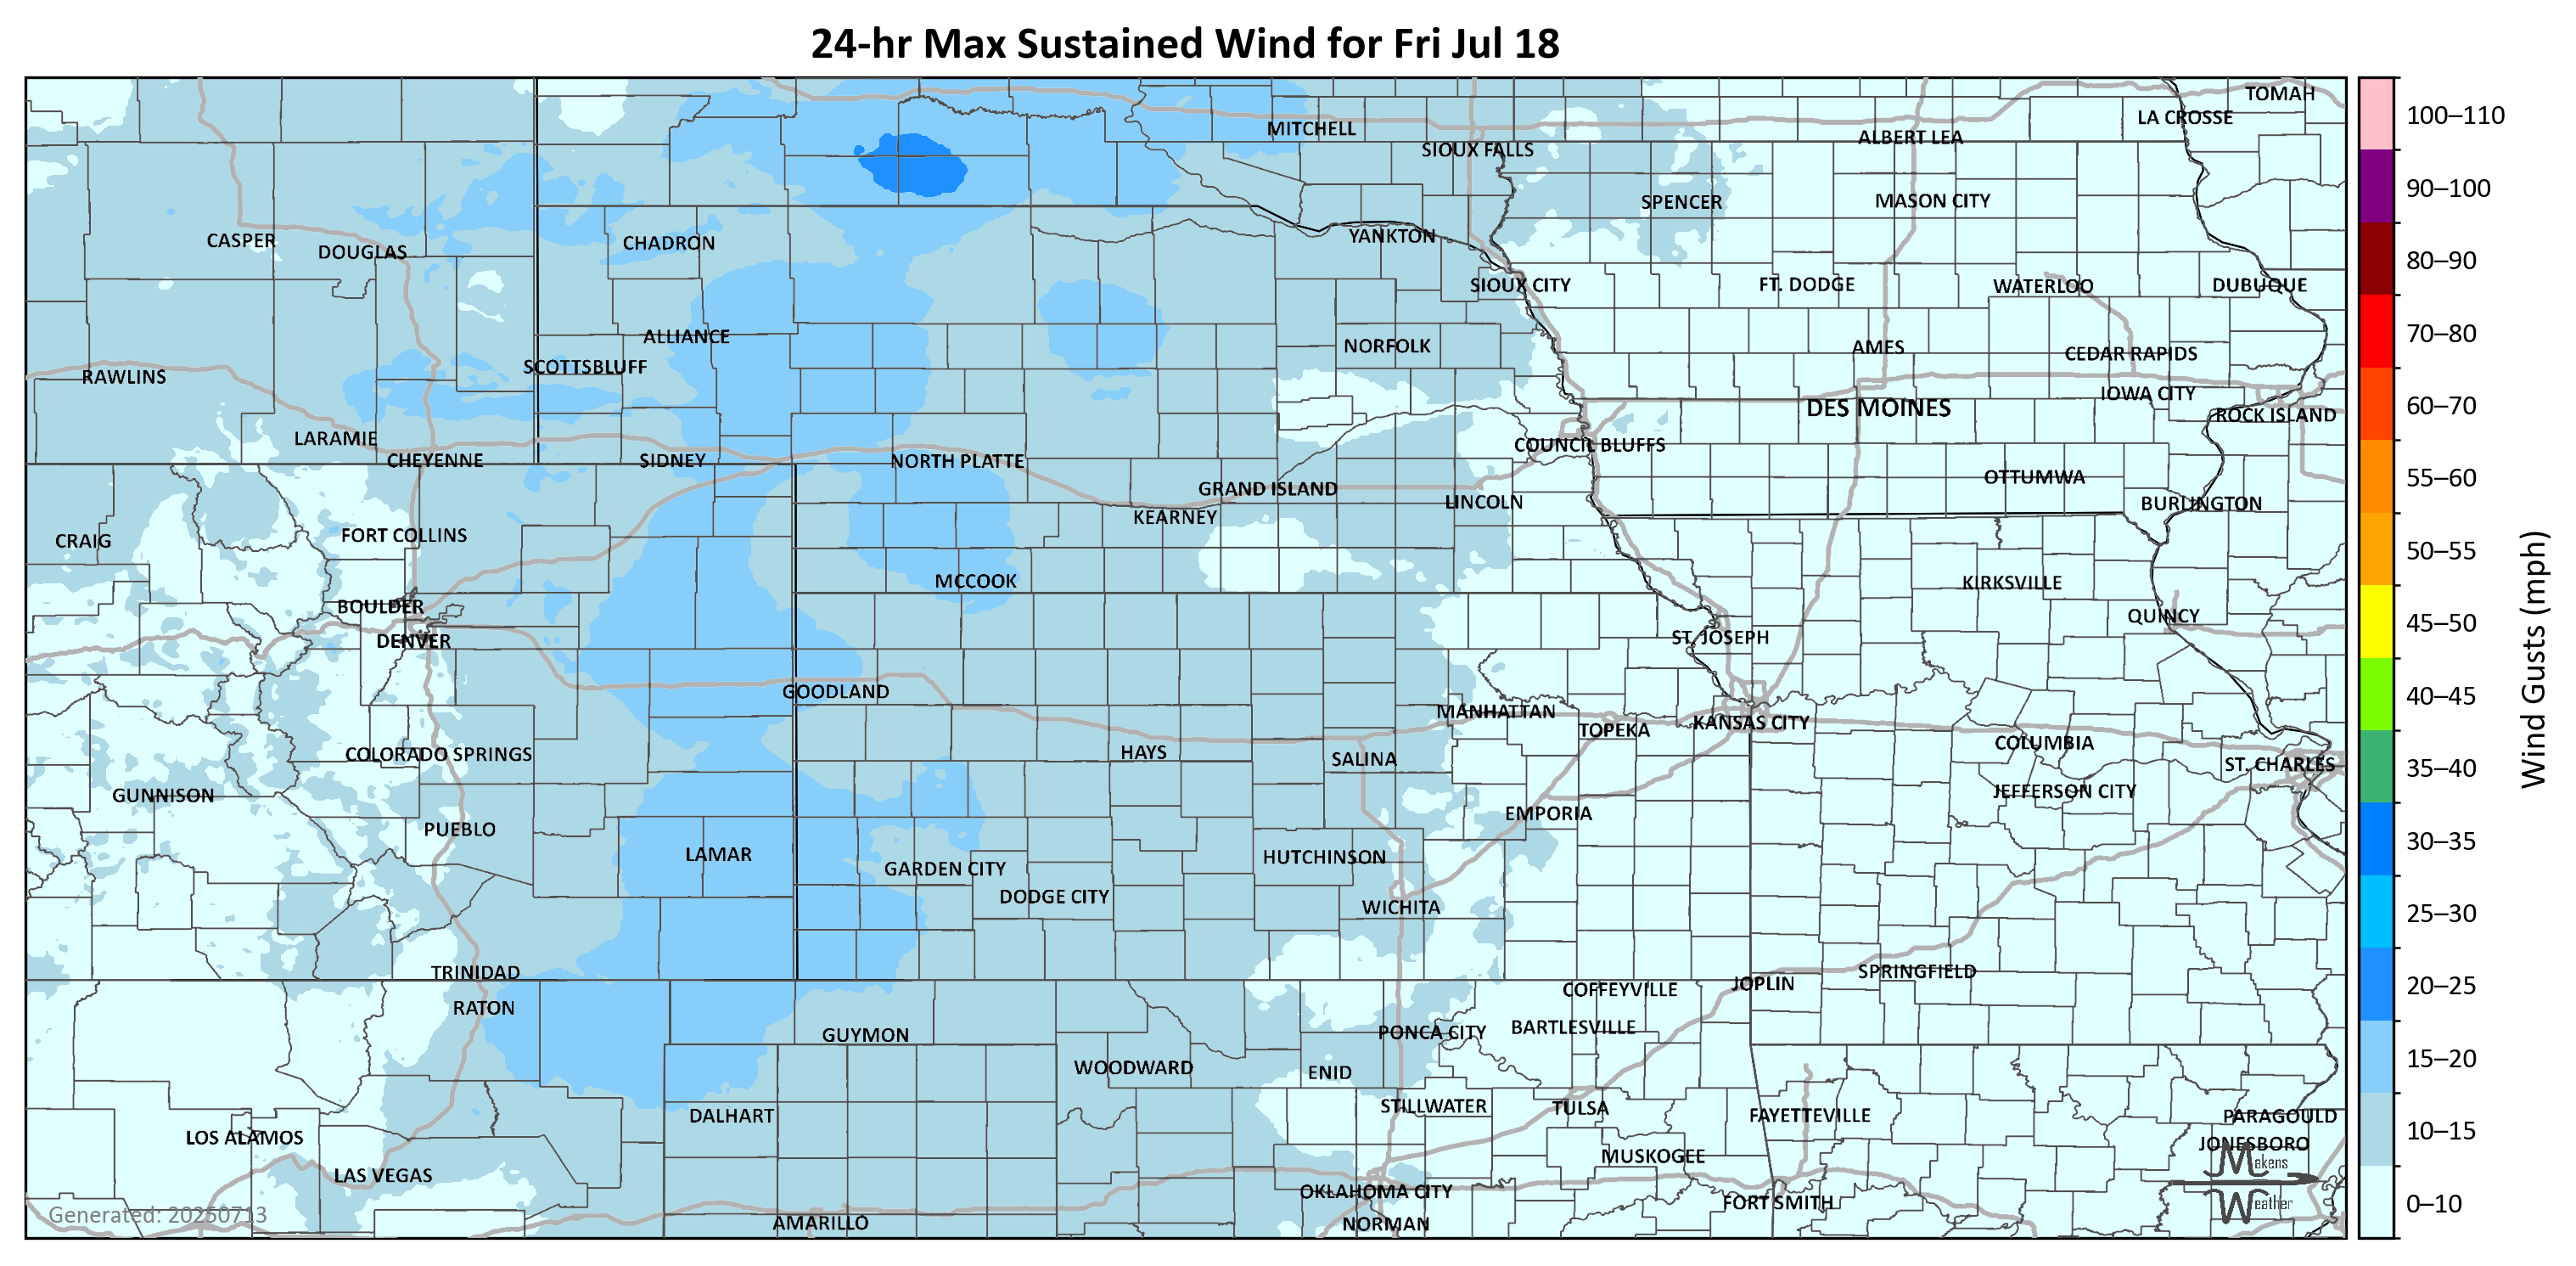 24-hr Max Sustained Wind for Fri Jul 18
TOMAH
LA CROSSE
MITCHELL
ALBERT LEA
SIOUX FALLS
SPENCER
MASON CITY
CASPER
DOUGLAS
CHADRON
YANKTON
SIOUX CITY
FT. DODGE
WATERLOO
DUBUQUE
ALLIANCE
NORFOLK
AMES
CEDAR RAPIDS
SCOTTSBLUFF
RAWLINS
IOWA CITY
DES MOINES
ROCK ISLAND
LARAMIE
COUNCIL BLUFFS
CHEYENNE
SIDNEY
NORTH PLATTE
OTTUMWA
GRAND ISLAND
LINCOLN
BURLINGTON
KEARNEY
FORT COLLINS
CRAIG
MCCOOK
KIRKSVILLE
BOULDER
QUINCY
DENVER
ST. JOSEPH
GOODLAND
MANHATTAN
TOPEKA
KANSAS CITY
COLUMBIA
COLORADO SPRINGS
HAYS
SALINA
ST. CHARLES
GUNNISON
JEFFERSON CITY
EMPORIA
PUEBLO
LAMAR
HUTCHINSON
GARDEN CITY
DODGE CITY
WICHITA
TRINIDAD
SPRINGFIELD
JOPLIN
COFFEYVILLE
RATON
GUYMON
PONCA CITY
BARTLESVILLE
WOODWARD
ENID
STILLWATER
TULSA
DALHART
FAYETTEVILLE
PARAGOULD
LOS ALAMOS
JONESBORO
MUSKOGEE
LAS VEGAS
OKLAHOMA CITY
FORT SMITH
AMARILLO
NORMAN
Generated: 20250713
Makens
Weather
100–110
90–100
80–90
70–80
60–70
55–60
50–55
45–50
40–45
35–40
30–35
25–30
20–25
15–20
10–15
0–10
Wind Gusts (mph)